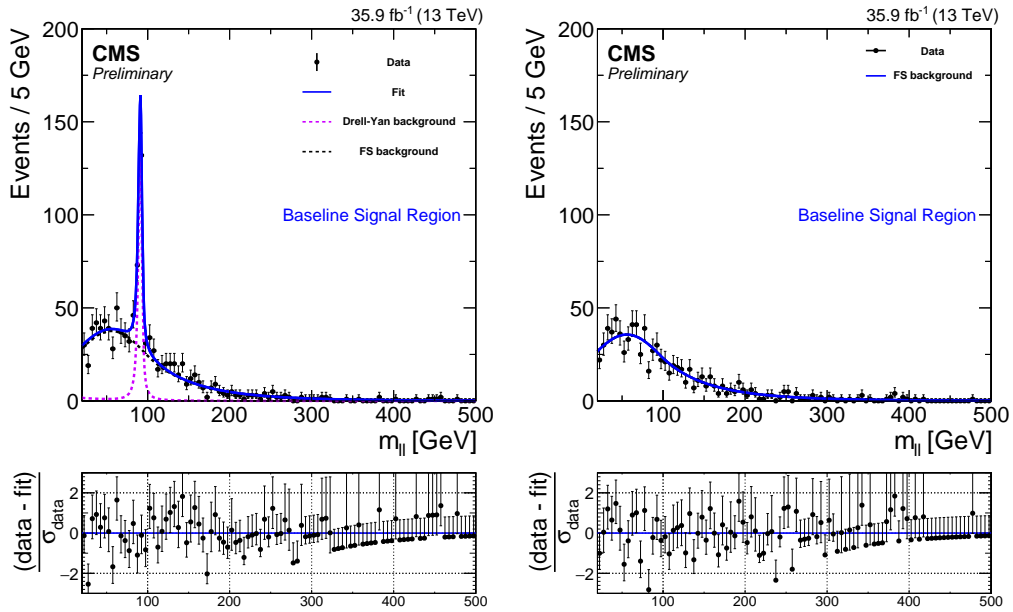 35.9 fb⁻¹ (13 TeV)
CMS
Preliminary
Data
Fit
Drell-Yan background
FS background
Baseline Signal Region
Events / 5 GeV
200
150
100
50
0
100 200 300 400 500
m_ll [GeV]
(data - fit)
σ_data
2
0
−2
100 200 300 400 500
35.9 fb⁻¹ (13 TeV)
CMS
Preliminary
Data
FS background
Baseline Signal Region
Events / 5 GeV
200
150
100
50
0
100 200 300 400 500
m_ll [GeV]
(data - fit)
σ_data
2
0
−2
100 200 300 400 500